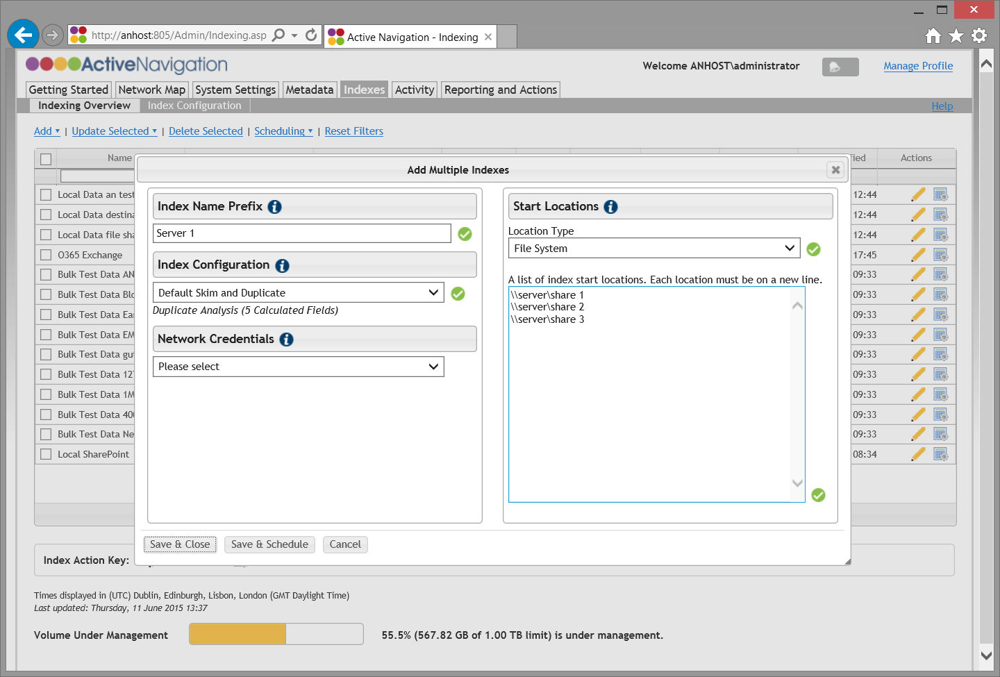 http://anhost:805/Admin/Indexing.asp
Active Navigation - Indexing
ActiveNavigation
Welcome ANHOST\administrator
Manage Profile
Getting Started
Network Map
System Settings
Metadata
Indexes
Activity
Reporting and Actions
Indexing Overview
Index Configuration
Help
Add | Update Selected | Delete Selected | Scheduling | Reset Filters
Name
Actions
Add Multiple Indexes
Local Data an test
12:44
Local Data destina
12:44
Local Data file sha
12:44
O365 Exchange
17:45
Bulk Test Data AN
09:33
Bulk Test Data Blo
09:33
Bulk Test Data Ear
09:33
Bulk Test Data EM
09:33
Bulk Test Data gut
09:33
Bulk Test Data 127
09:33
Bulk Test Data 1M
09:33
Bulk Test Data 400
09:33
Bulk Test Data Ne
09:33
Local SharePoint
08:34
Index Name Prefix
Server 1
Index Configuration
Default Skim and Duplicate
Duplicate Analysis (5 Calculated Fields)
Network Credentials
Please select
Start Locations
Location Type
File System
A list of index start locations. Each location must be on a new line.
\\server\share 1
\\server\share 2
\\server\share 3
Save & Close
Save & Schedule
Cancel
Index Action Key:
Times displayed in (UTC) Dublin, Edinburgh, Lisbon, London (GMT Daylight Time)
Last updated: Thursday, 11 June 2015 13:37
Volume Under Management
55.5% (567.82 GB of 1.00 TB limit) is under management.